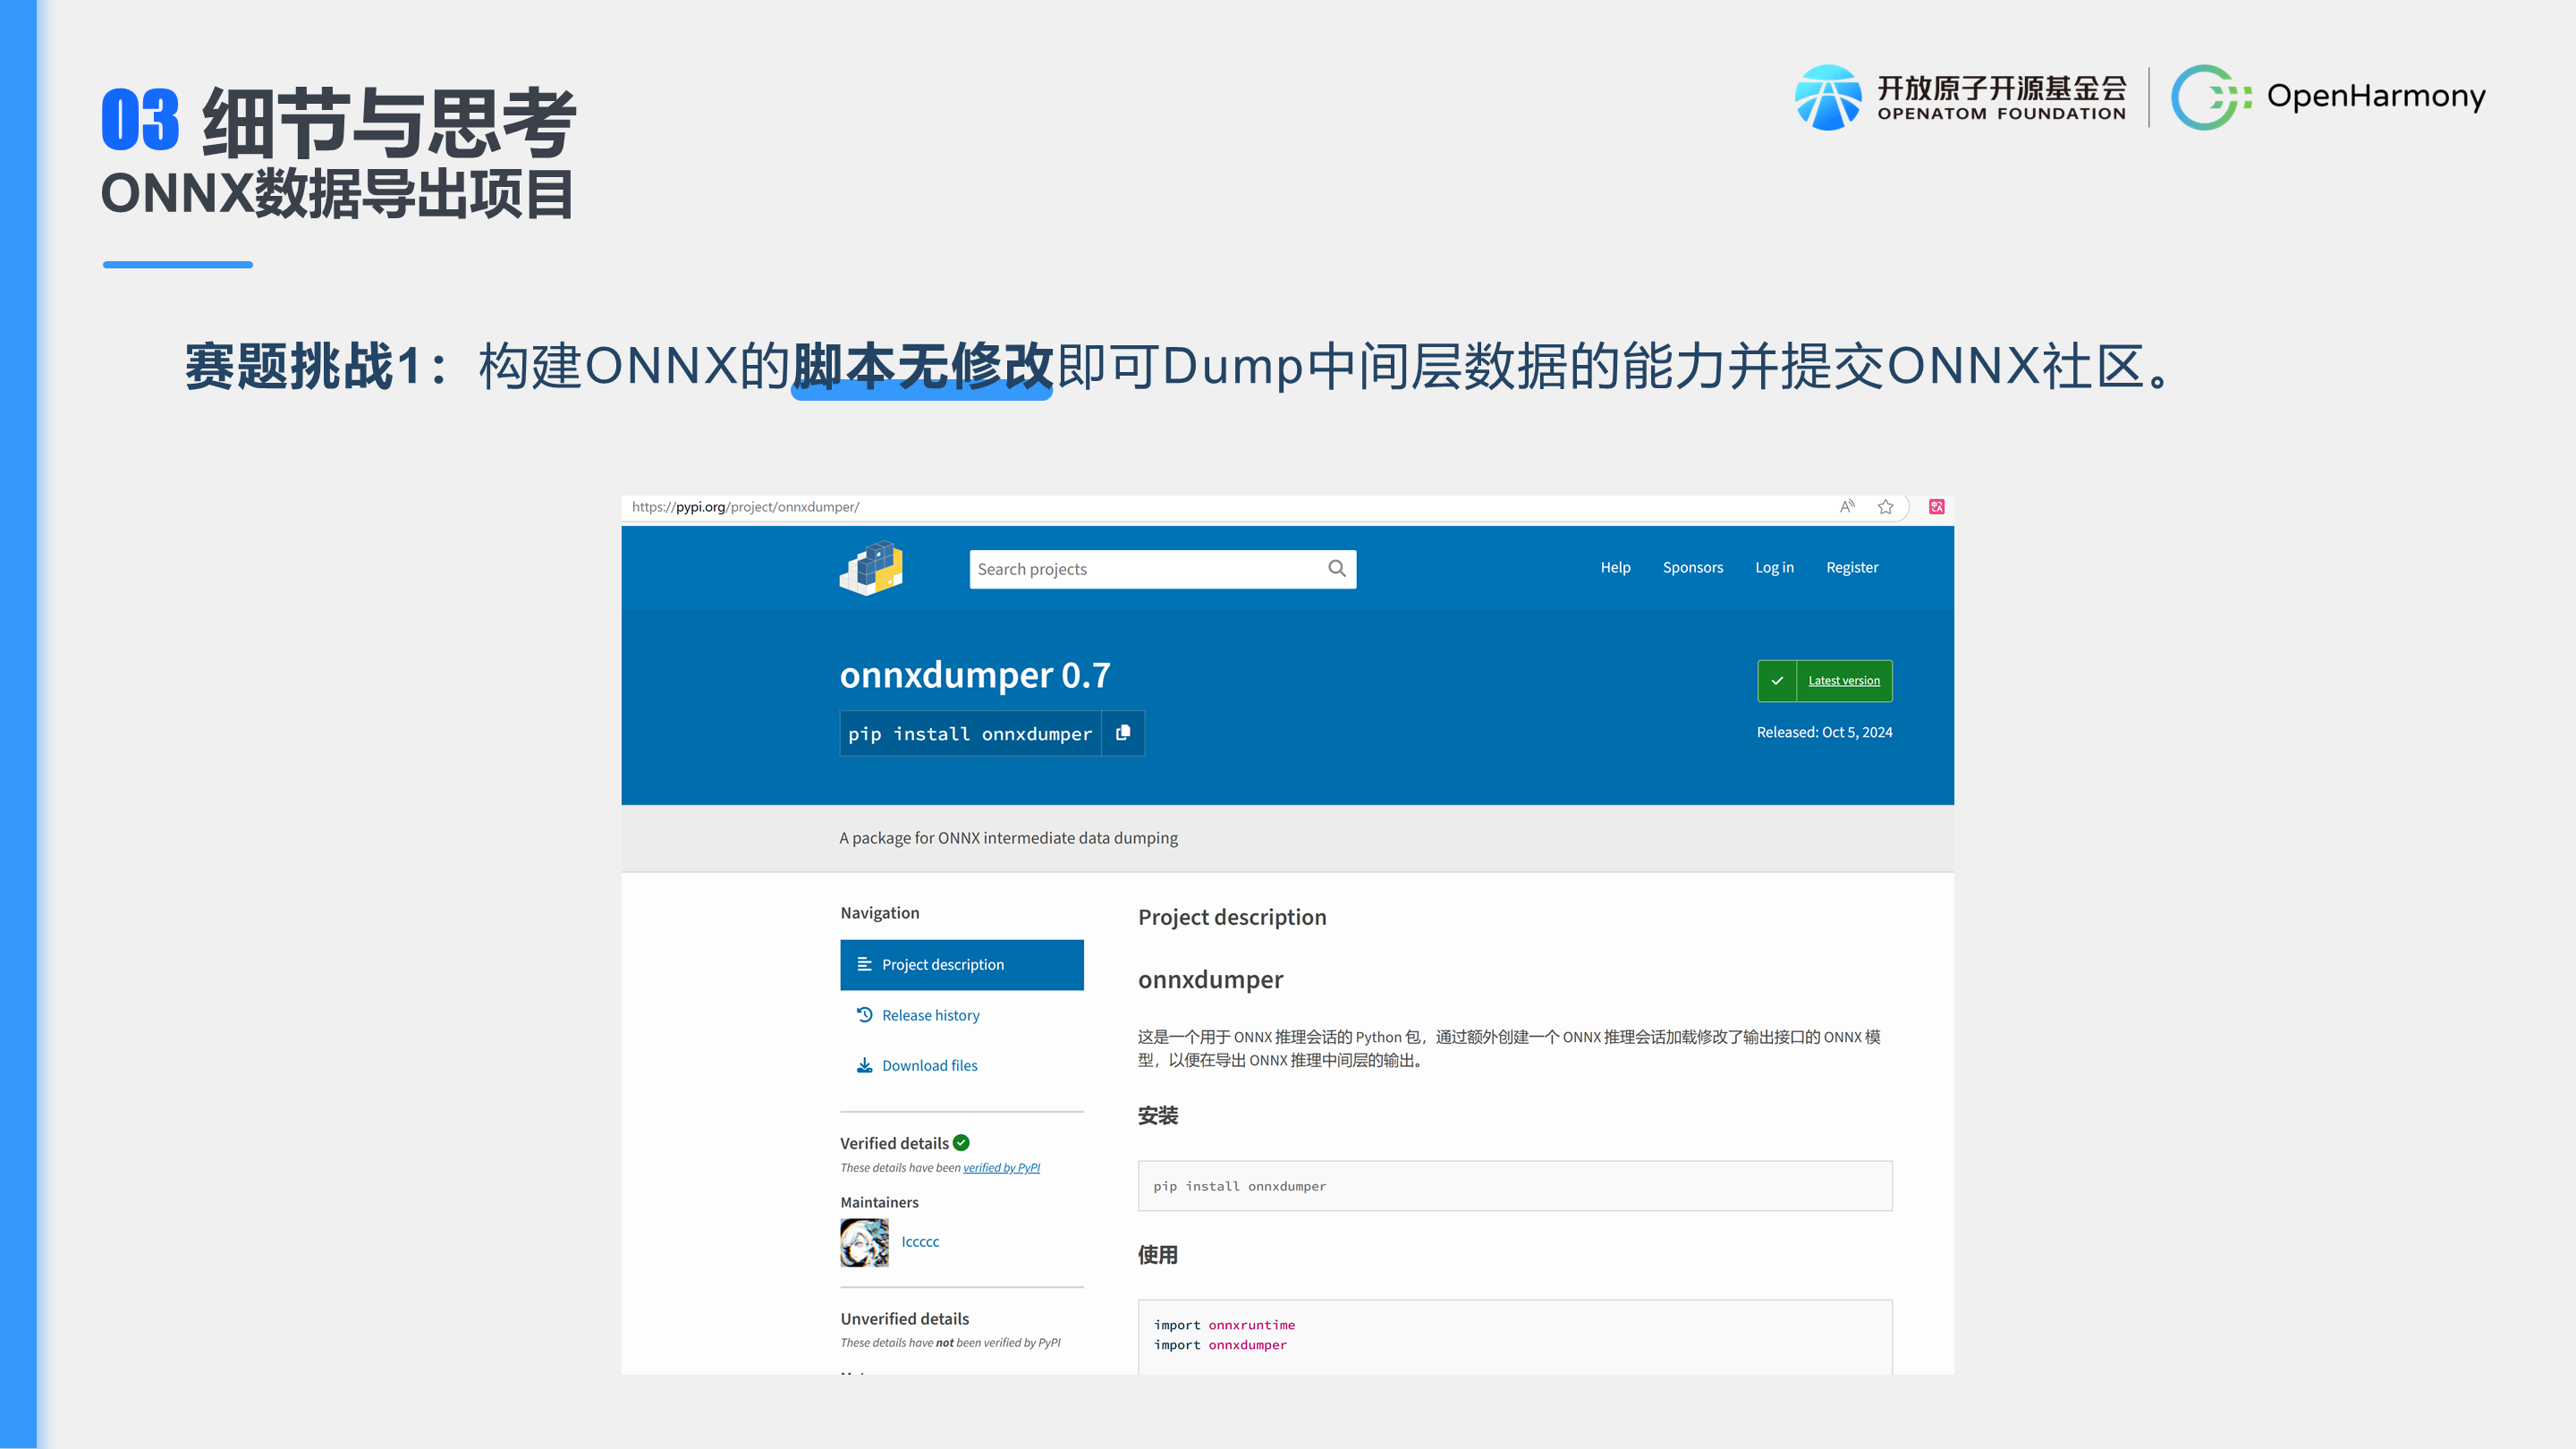 03 细节与思考
ONNX数据导出项目
开放原子开源基金会
OPENATOM FOUNDATION
OpenHarmony
赛题挑战1：构建ONNX的脚本无修改即可Dump中间层数据的能力并提交ONNX社区。
https://pypi.org/project/onnxdumper/
Search projects
Help Sponsors Log in Register
onnxdumper 0.7
Latest version
pip install onnxdumper
Released: Oct 5, 2024
A package for ONNX intermediate data dumping
Navigation
Project description
Release history
Download files
Verified details
These details have been verified by PyPI
Maintainers
Iccccc
Unverified details
These details have not been verified by PyPI
Project description
onnxdumper
这是一个用于 ONNX 推理会话的 Python 包，通过额外创建一个 ONNX 推理会话加载修改了输出接口的 ONNX 模
型，以便在导出 ONNX 推理中间层的输出。
安装
pip install onnxdumper
使用
import onnxruntime
import onnxdumper